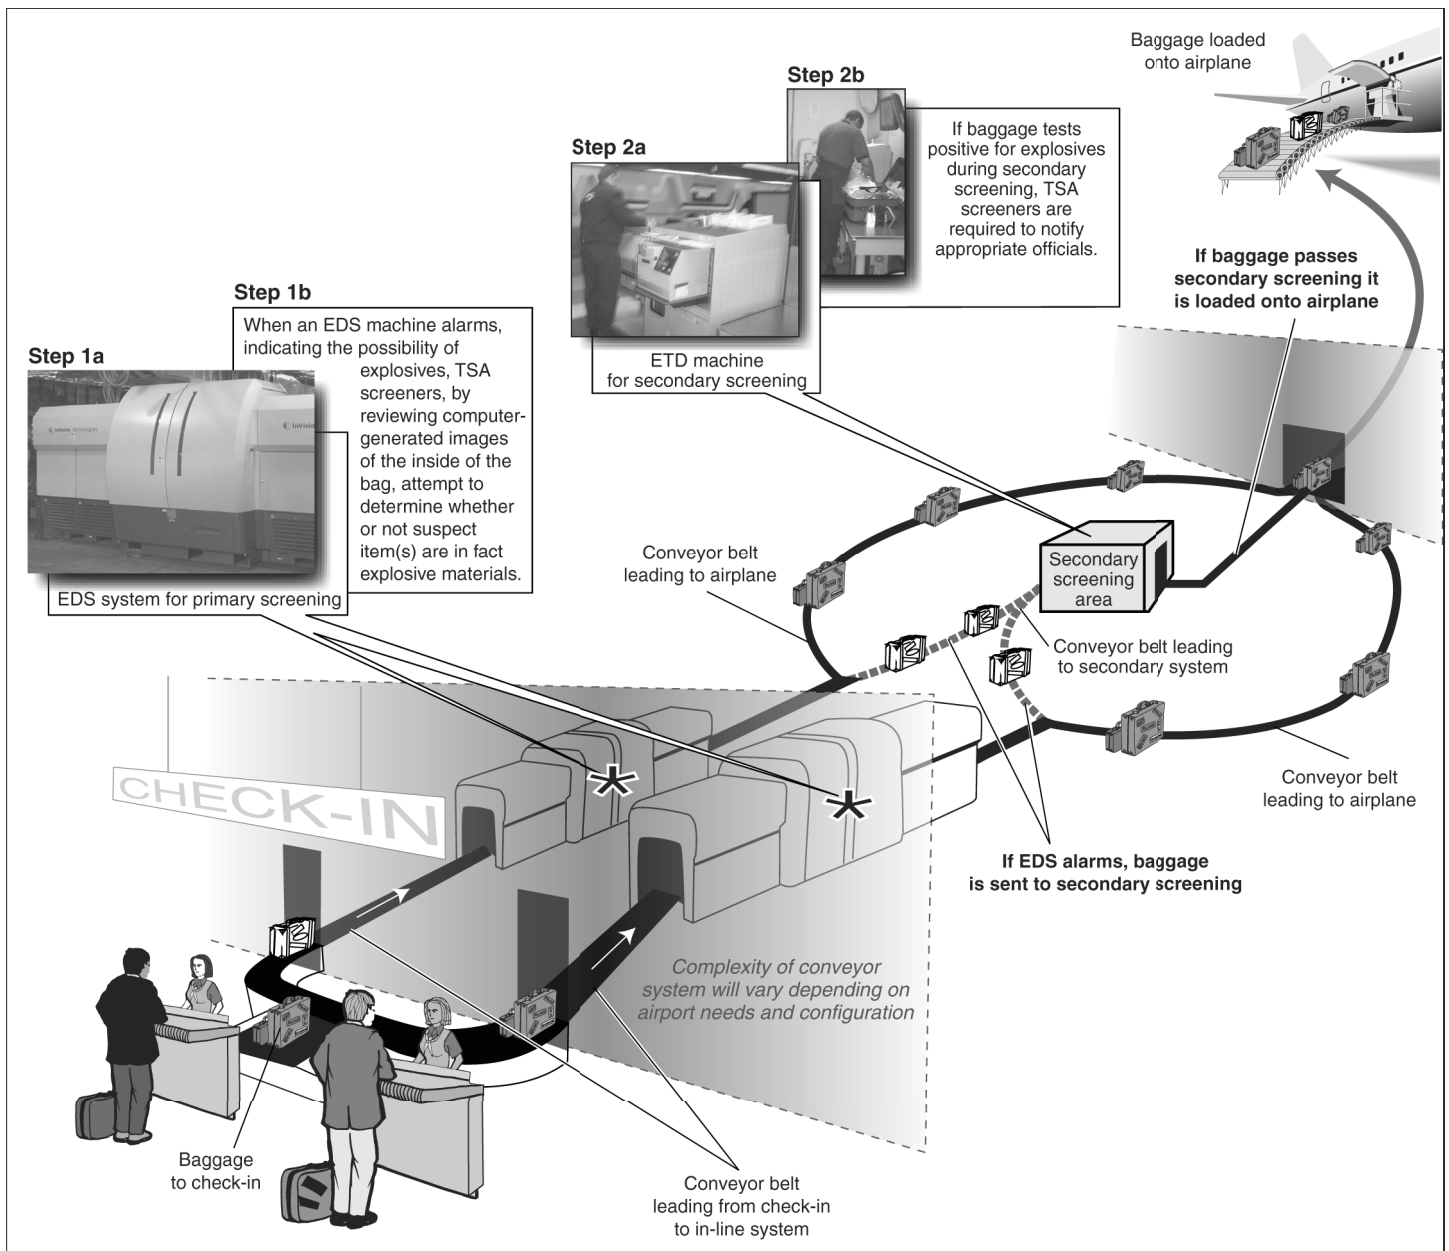 Baggage loaded
onto airplane
Step 2b
If baggage tests
positive for explosives
during secondary
screening, TSA
screeners are
required to notify
appropriate officials.
Step 2a
ETD machine
for secondary screening
If baggage passes
secondary screening it
is loaded onto airplane
Step 1b
When an EDS machine alarms,
indicating the possibility of
explosives, TSA
screeners, by
reviewing computer-
generated images
of the inside of the
bag, attempt to
determine whether
or not suspect
item(s) are in fact
explosive materials.
Step 1a
InVision Technologies
InVision
EDS system for primary screening
Conveyor belt
leading to airplane
Secondary
screening
area
Conveyor belt leading
to secondary system
Conveyor belt
leading to airplane
If EDS alarms, baggage
is sent to secondary screening
CHECK-IN
Complexity of conveyor
system will vary depending on
airport needs and configuration
Baggage
to check-in
Conveyor belt
leading from check-in
to in-line system